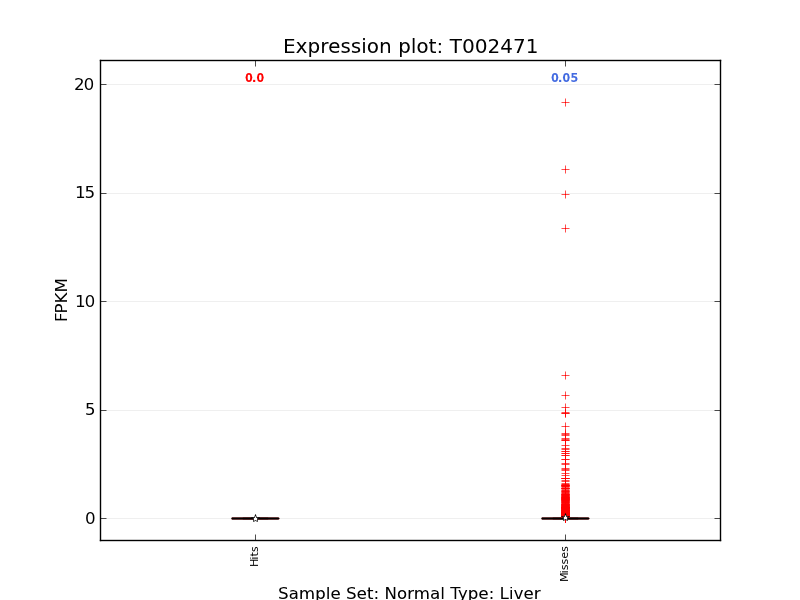 Expression plot: T002471
0.0
0.05
20
15
10
5
0
FPKM
Hits
Misses
Sample Set: Normal Type: Liver